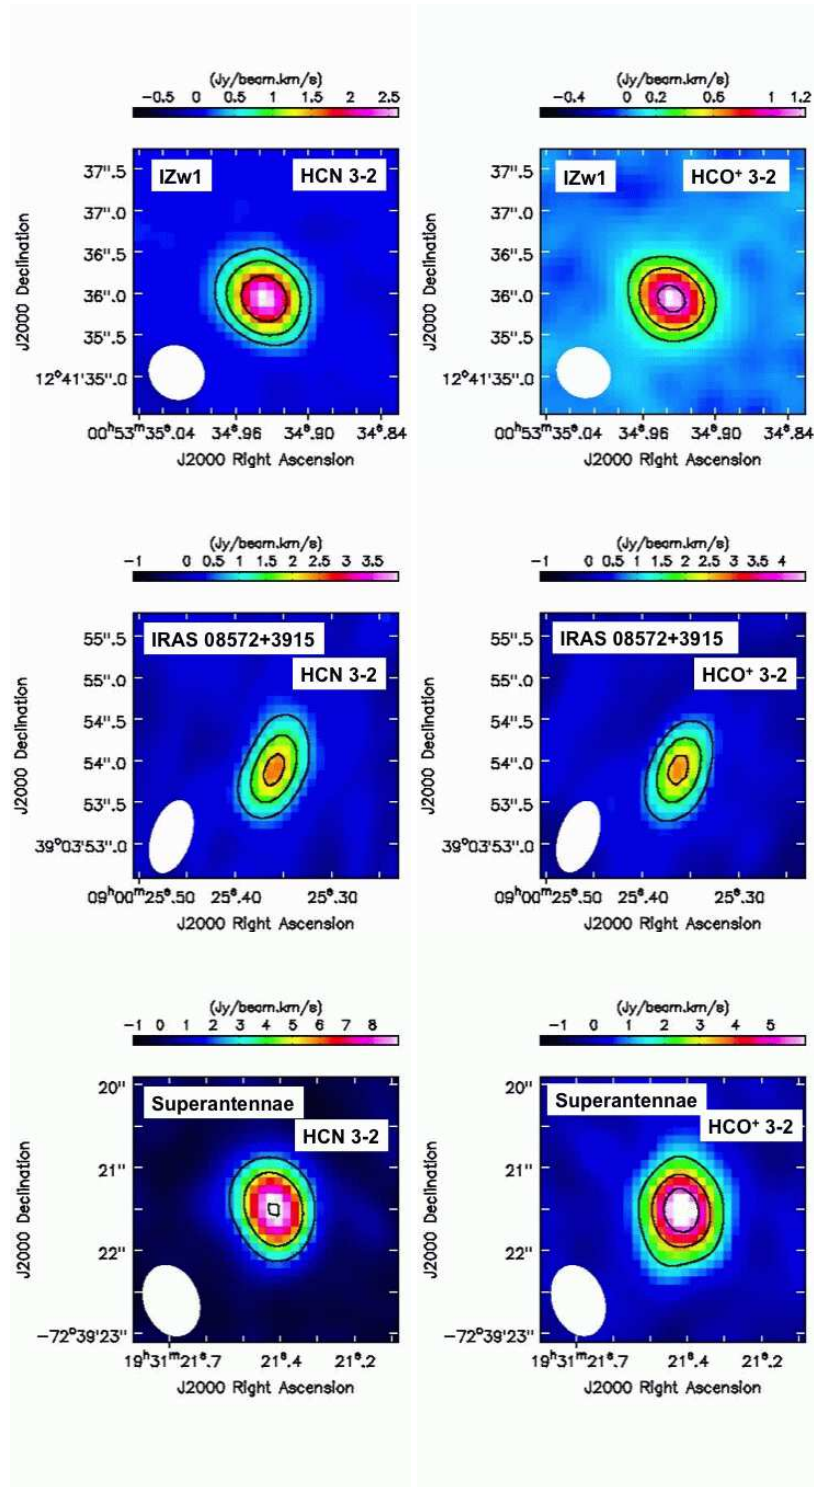 (Jy/beam.km/s)
−0.5 0 0.5 1 1.5 2 2.5
IZw1 HCN 3-2
37".5
37".0
36".5
36".0
35".5
12°41'35".0
J2000 Declination
00ʰ53ᵐ35ˢ.04 34ˢ.96 34ˢ.90 34ˢ.84
J2000 Right Ascension
(Jy/beam.km/s)
−0.4 0 0.2 0.6 1 1.2
IZw1 HCO⁺ 3-2
37".5
37".0
36".5
36".0
35".5
12°41'35".0
J2000 Declination
00ʰ53ᵐ35ˢ.04 34ˢ.96 34ˢ.90 34ˢ.84
J2000 Right Ascension
(Jy/beam.km/s)
−1 0 0.5 1 1.5 2 2.5 3 3.5
IRAS 08572+3915
HCN 3-2
55".5
55".0
54".5
54".0
53".5
39°03'53".0
J2000 Declination
09ʰ00ᵐ25ˢ.50 25ˢ.40 25ˢ.30
J2000 Right Ascension
(Jy/beam.km/s)
−1 0 0.5 1 1.5 2 2.5 3 3.5 4
IRAS 08572+3915
HCO⁺ 3-2
55".5
55".0
54".5
54".0
53".5
39°03'53".0
J2000 Declination
09ʰ00ᵐ25ˢ.50 25ˢ.40 25ˢ.30
J2000 Right Ascension
(Jy/beam.km/s)
−1 0 1 2 3 4 5 6 7 8
Superantennae
HCN 3-2
20"
21"
22"
−72°39'23"
J2000 Declination
19ʰ31ᵐ21ˢ.7 21ˢ.4 21ˢ.2
J2000 Right Ascension
(Jy/beam.km/s)
−1 0 1 2 3 4 5
Superantennae
HCO⁺ 3-2
20"
21"
22"
−72°39'23"
J2000 Declination
19ʰ31ᵐ21ˢ.7 21ˢ.4 21ˢ.2
J2000 Right Ascension